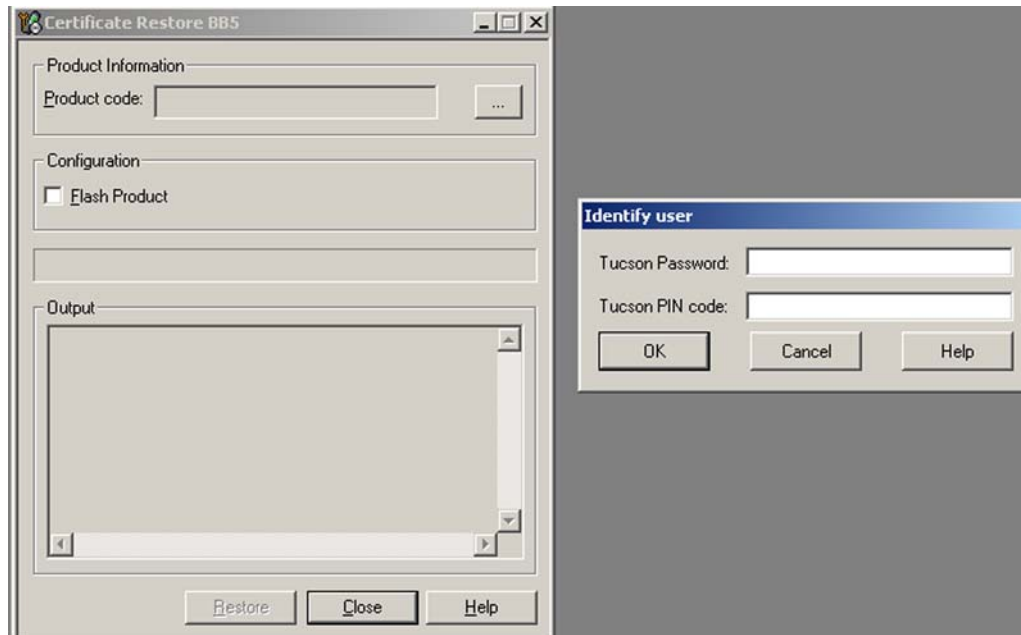 Certificate Restore BB5
Product Information
Product code:
...
Configuration
Flash Product
Output
Restore
Close
Help
Identify user
Tucson Password:
Tucson PIN code:
OK
Cancel
Help